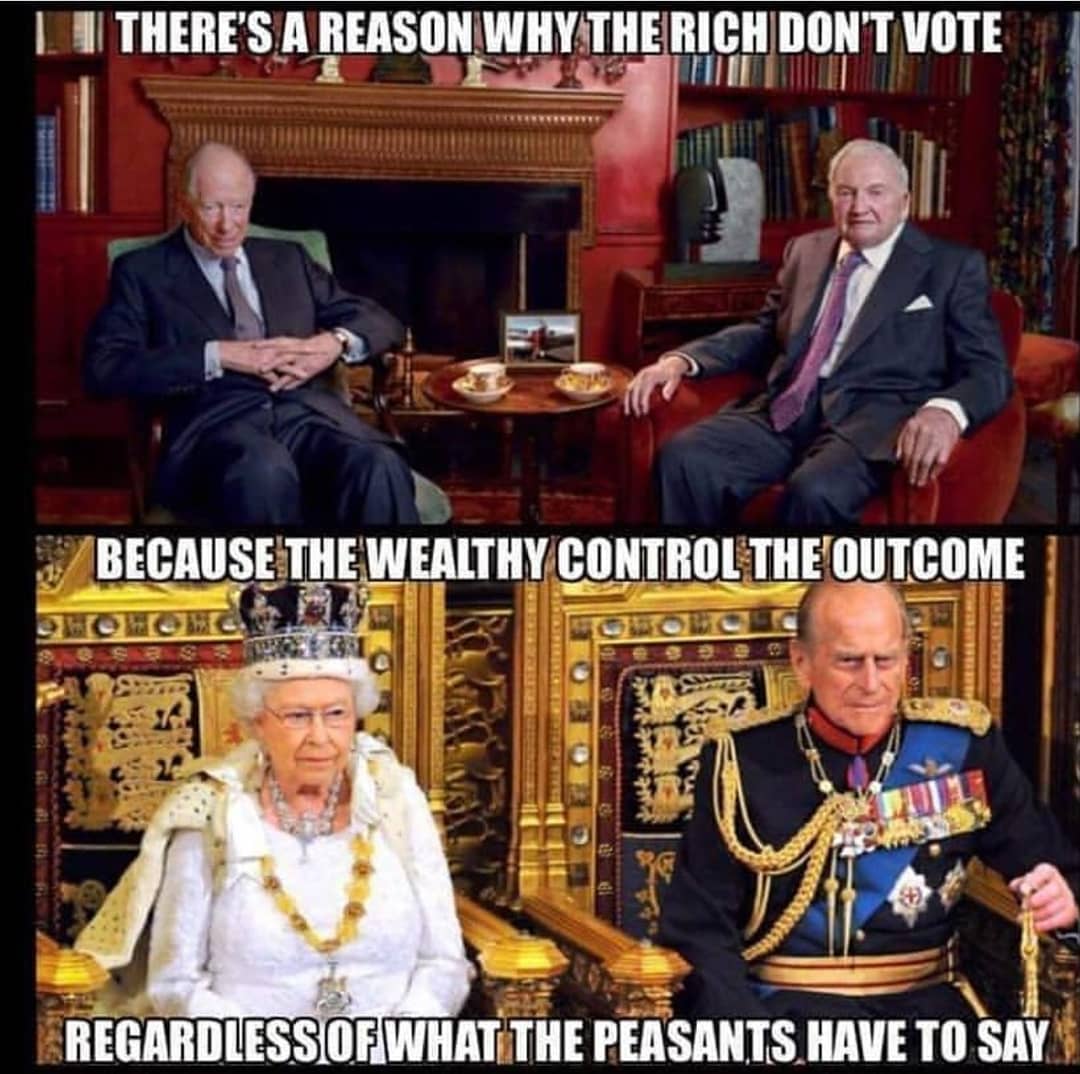 THERE'S A REASON WHY THE RICH DON'T VOTE
BECAUSE THE WEALTHY CONTROL THE OUTCOME
REGARDLESS OF WHAT THE PEASANTS HAVE TO SAY